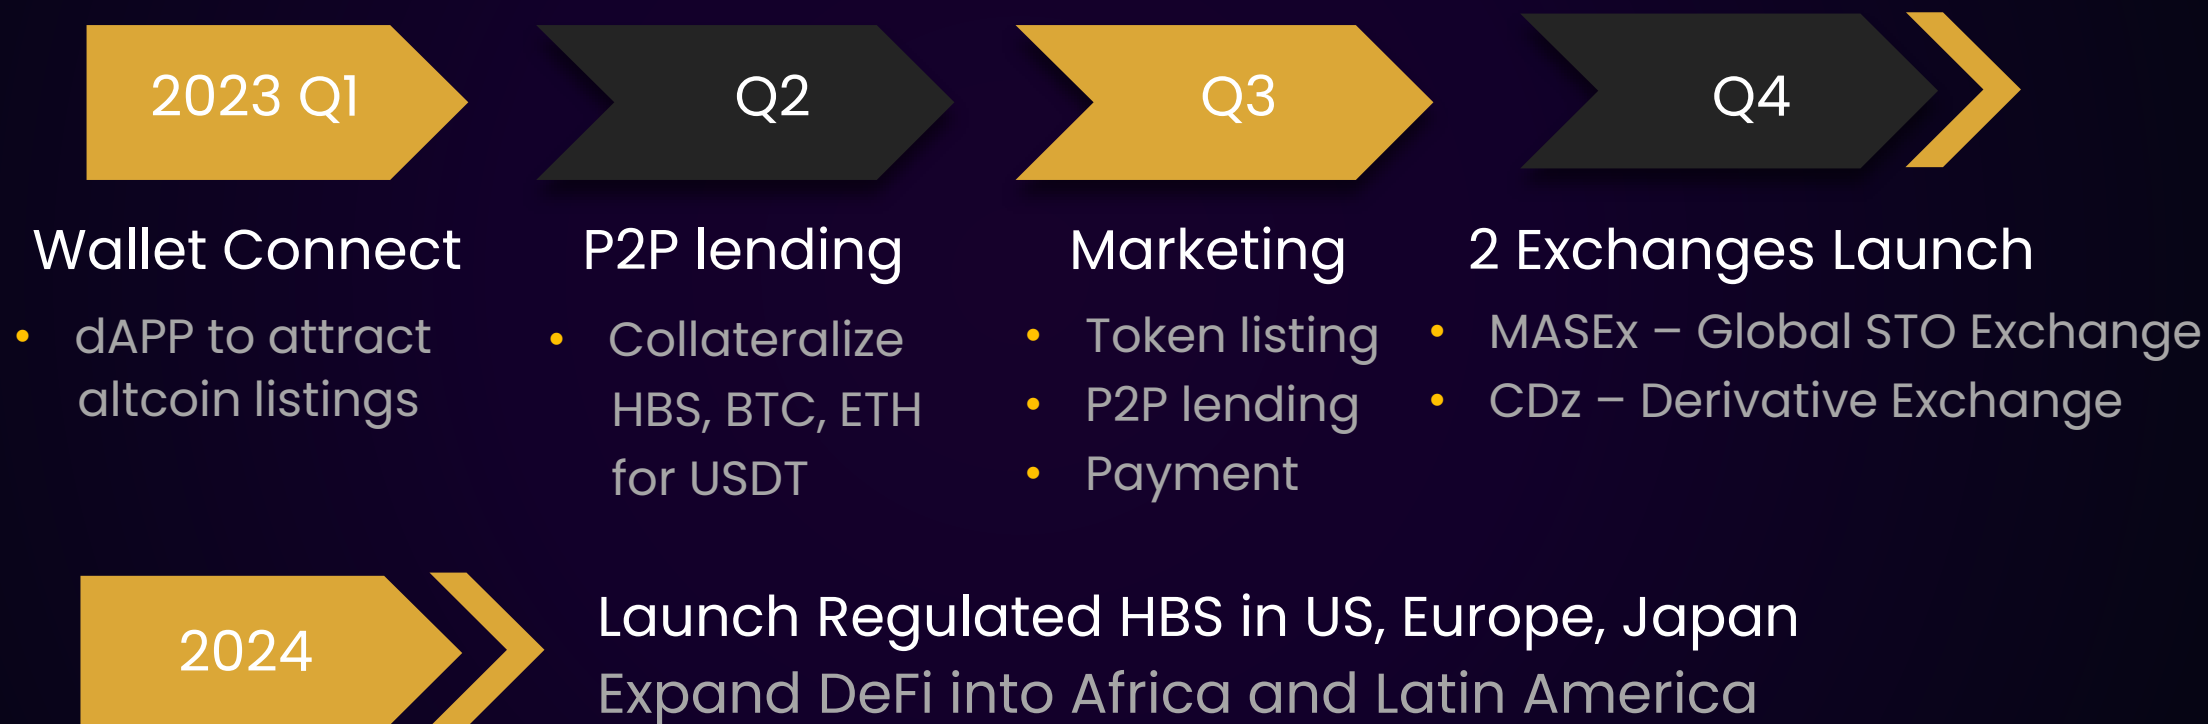 2023 Q1
Q2
Q3
Q4
Wallet Connect
• dAPP to attract
altcoin listings
P2P lending
• Collateralize
HBS, BTC, ETH
for USDT
Marketing
• Token listing
• P2P lending
• Payment
2 Exchanges Launch
• MASEx – Global STO Exchange
• CDz – Derivative Exchange
2024
Launch Regulated HBS in US, Europe, Japan
Expand DeFi into Africa and Latin America